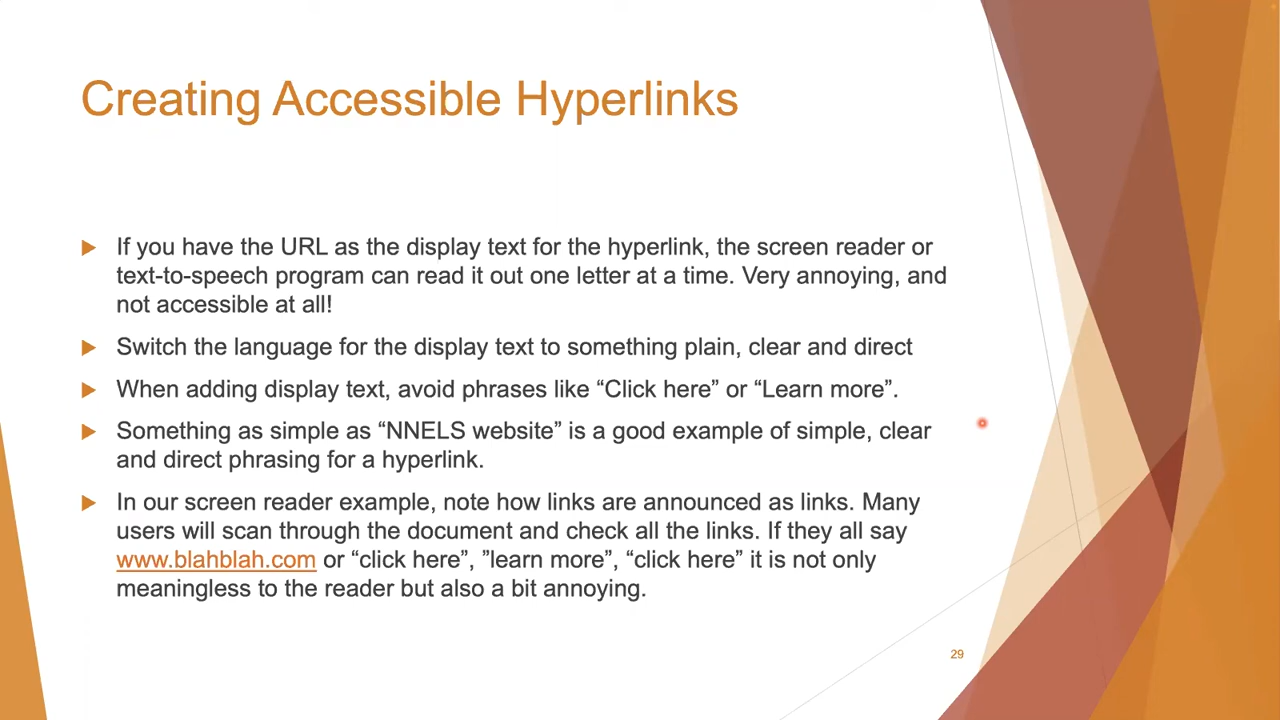 Creating Accessible Hyperlinks
If you have the URL as the display text for the hyperlink, the screen reader or
text-to-speech program can read it out one letter at a time. Very annoying, and
not accessible at all!
Switch the language for the display text to something plain, clear and direct
When adding display text, avoid phrases like “Click here” or “Learn more”.
Something as simple as “NNELS website” is a good example of simple, clear
and direct phrasing for a hyperlink.
In our screen reader example, note how links are announced as links. Many
users will scan through the document and check all the links. If they all say
www.blahblah.com or “click here”, ”learn more”, “click here” it is not only
meaningless to the reader but also a bit annoying.
29